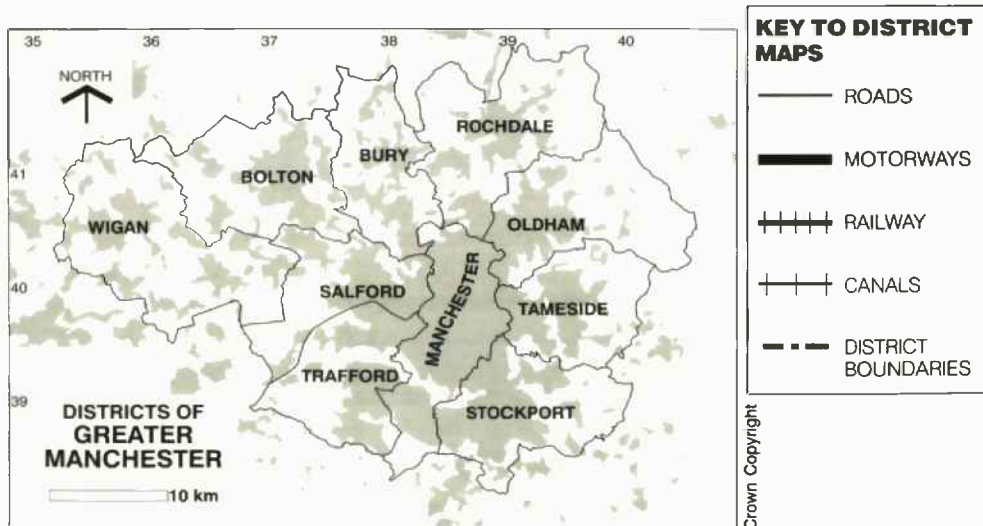 35 36 37 38 39 40
NORTH
41
40
39
ROCHDALE
BURY
BOLTON
WIGAN
OLDHAM
SALFORD
MANCHESTER
TAMESIDE
TRAFFORD
STOCKPORT
DISTRICTS OF
GREATER
MANCHESTER
10 km
KEY TO DISTRICT
MAPS
ROADS
MOTORWAYS
RAILWAY
CANALS
DISTRICT
BOUNDARIES
Crown Copyright